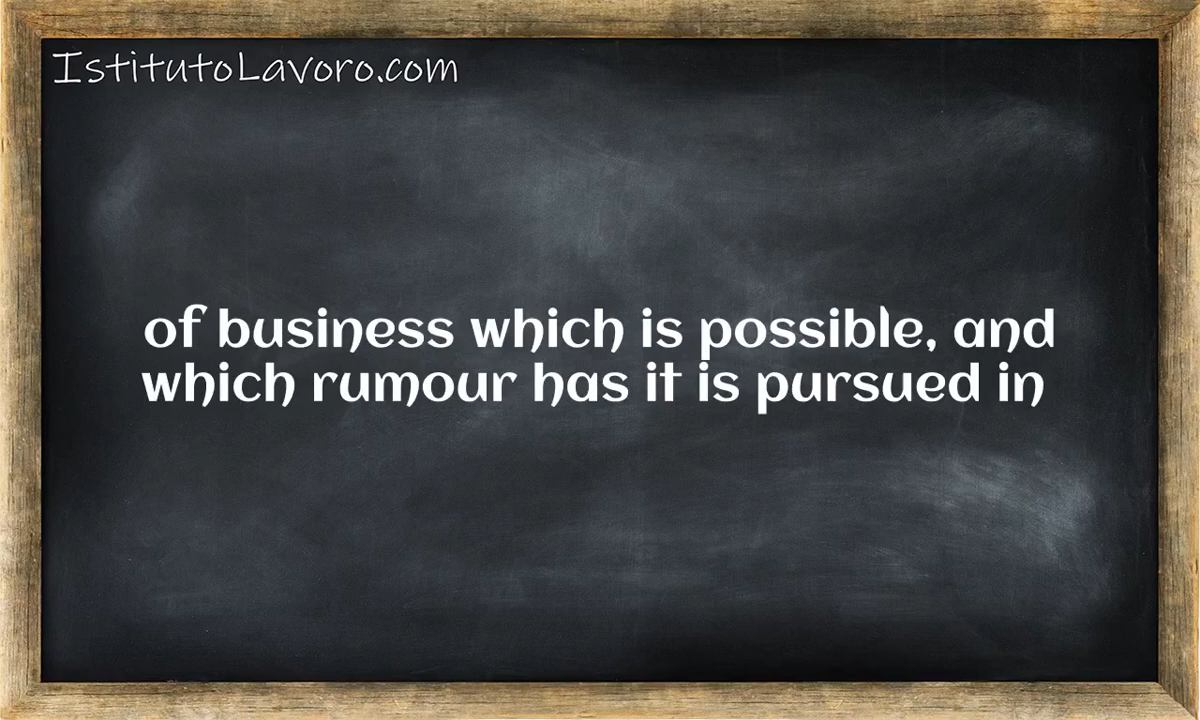 IstitutoLavoro.com
of business which is possible, and
which rumour has it is pursued in